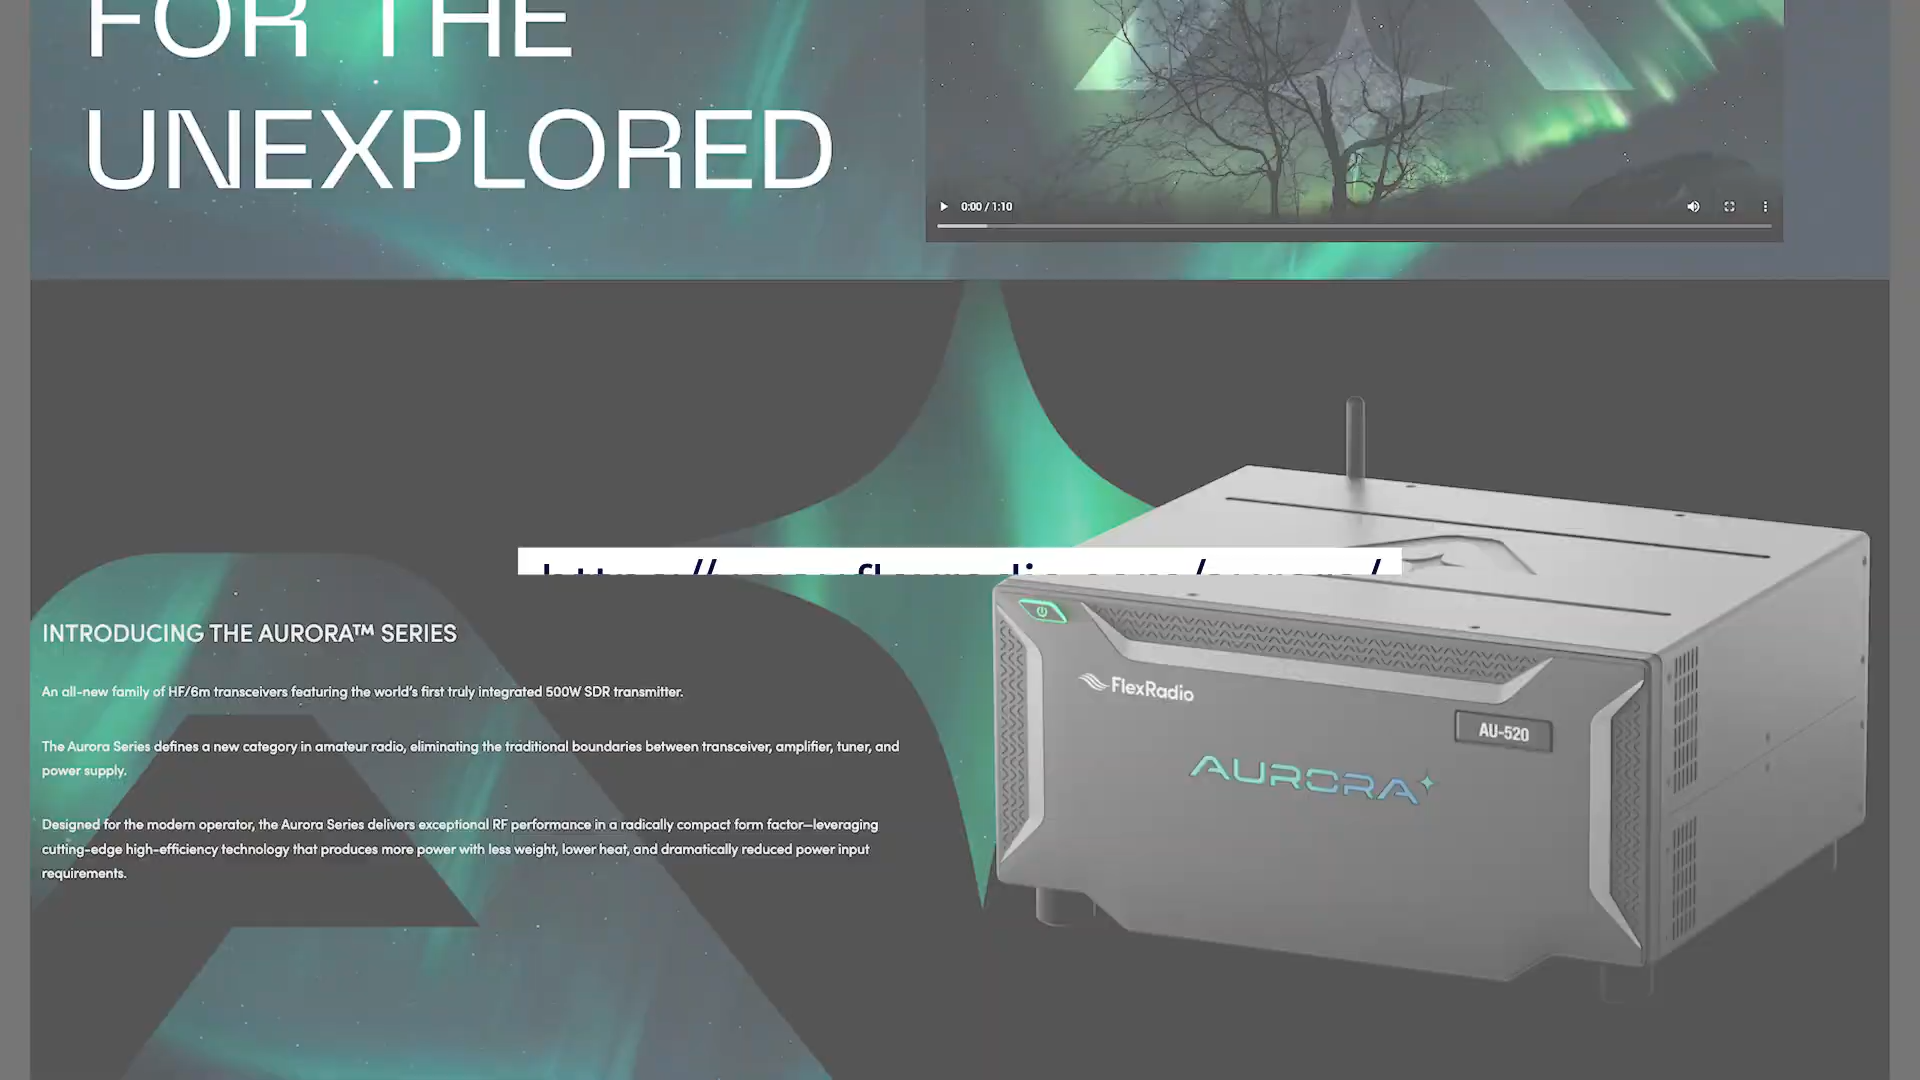 FOR THE
UNEXPLORED
0:00 / 1:10
INTRODUCING THE AURORA™ SERIES
An all-new family of HF/6m transceivers featuring the world's first truly integrated 500W SDR transmitter.
The Aurora Series defines a new category in amateur radio, eliminating the traditional boundaries between transceiver, amplifier, tuner, and
power supply.
Designed for the modern operator, the Aurora Series delivers exceptional RF performance in a radically compact form factor—leveraging
cutting-edge high-efficiency technology that produces more power with less weight, lower heat, and dramatically reduced power input
requirements.
FlexRadio
AU-520
AURORA